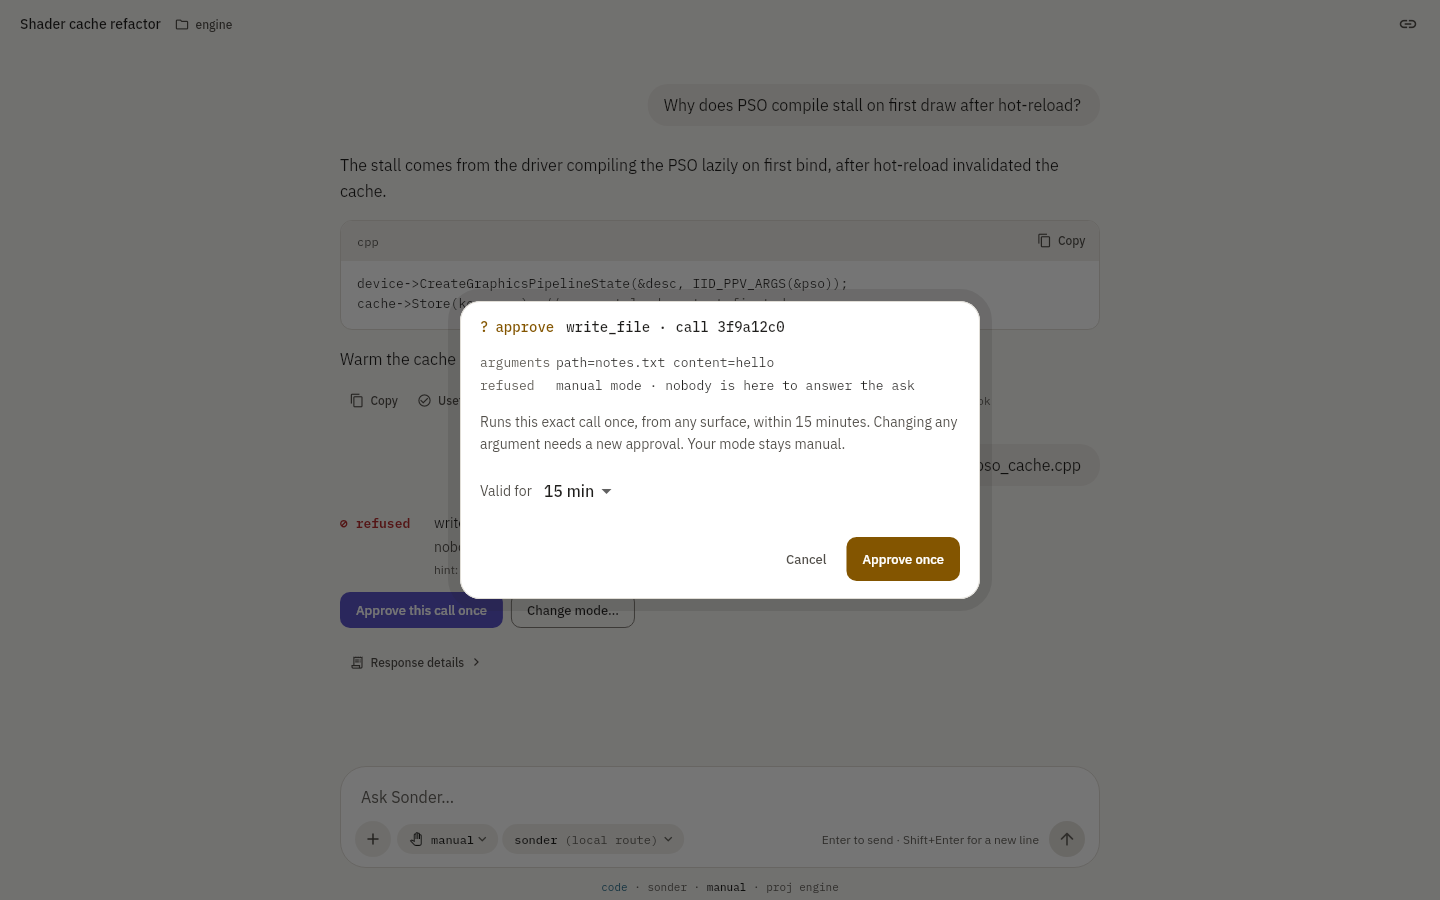 Shader cache refactor engine
Why does PSO compile stall on first draw after hot-reload?
The stall comes from the driver compiling the PSO lazily on first bind, after hot-reload invalidated the
cache.
cpp Copy
device->CreateGraphicsPipelineState(&desc, IID_PPV_ARGS(&pso));
cache->Store(
? approve write_file · call 3f9a12c0
Warm the cache
arguments path=notes.txt content=hello
refused manual mode · nobody is here to answer the ask
Copy
Runs this exact call once, from any surface, within 15 minutes. Changing any
argument needs a new approval. Your mode stays manual.
pso_cache.cpp
Valid for 15 min
⊘ refused
hint:
Cancel Approve once
Approve this call once Change mode...
Response details
Ask Sonder...
manual sonder (local route) Enter to send · Shift+Enter for a new line
code · sonder · manual · proj engine